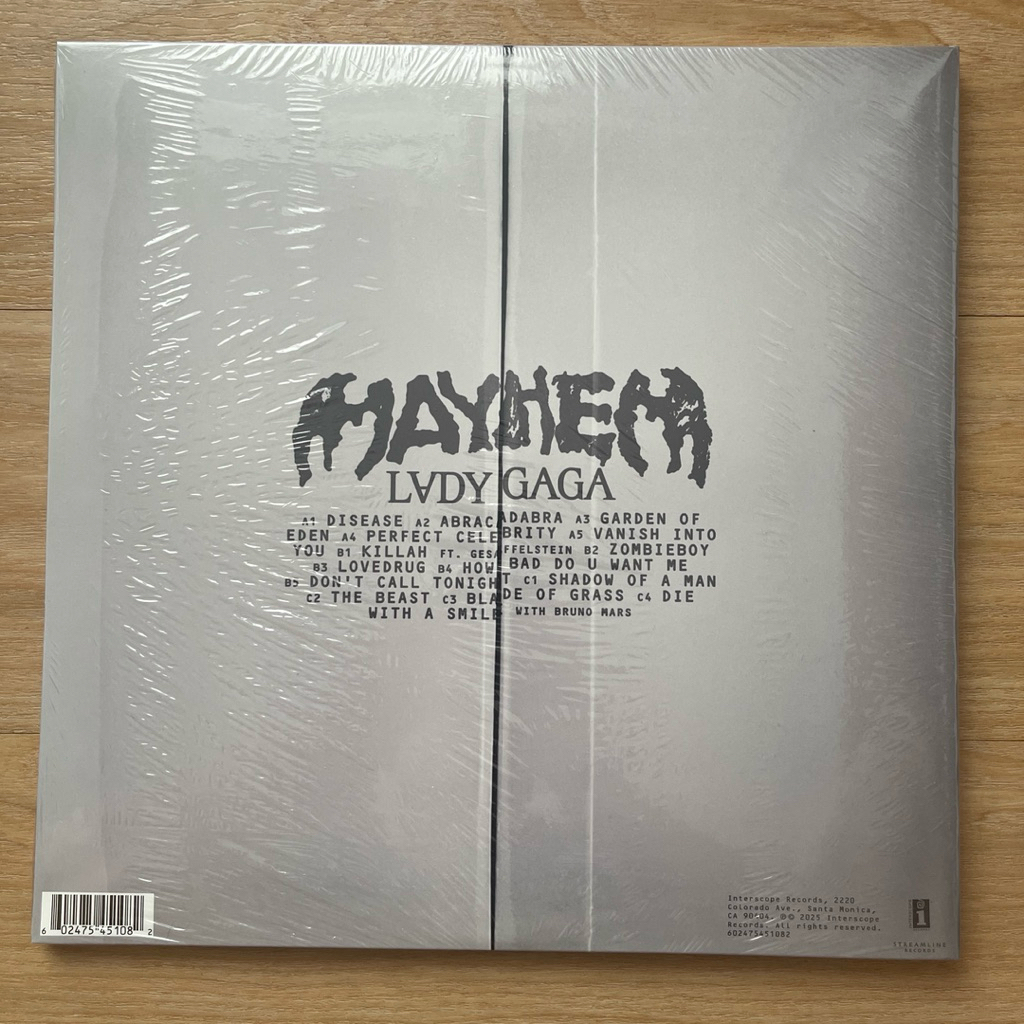 MAYHEM
LADY GAGA
A1 DISEASE A2 ABRACADABRA A3 GARDEN OF
EDEN A4 PERFECT CELEBRITY A5 VANISH INTO
YOU B1 KILLAH FT. GESAFFELSTEIN B2 ZOMBIEBOY
B3 LOVEDRUG B4 HOW BAD DO U WANT ME
B5 DON'T CALL TONIGHT C1 SHADOW OF A MAN
C2 THE BEAST C3 BLADE OF GRASS C4 DIE
WITH A SMILE WITH BRUNO MARS
6 02475 45108 2
Interscope Records, 2220
Colorado Ave., Santa Monica,
CA 90404. ℗© 2025 Interscope
Records. All rights reserved.
602475451082
i
STREAMLINE
RECORDS